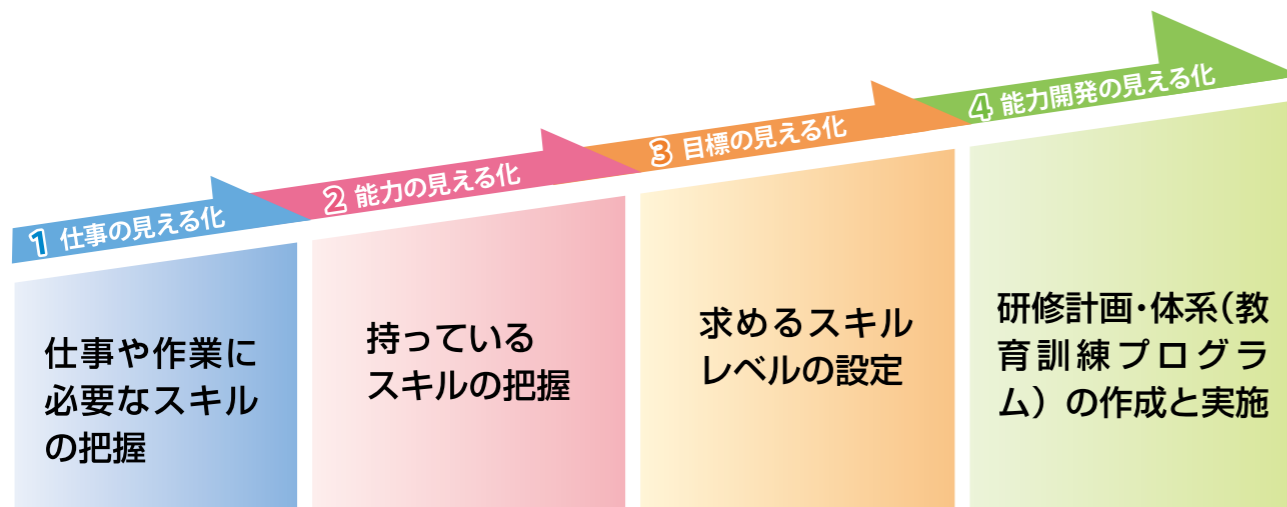 1 仕事の見える化
仕事や作業に
必要なスキル
の把握
2 能力の見える化
持っている
スキルの把握
3 目標の見える化
求めるスキル
レベルの設定
4 能力開発の見える化
研修計画・体系(教
育訓練プログラ
ム）の作成と実施